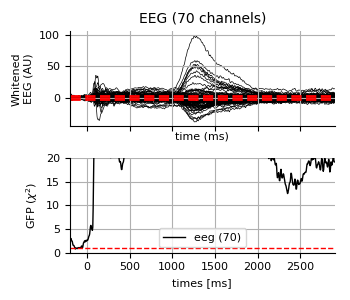 EEG (70 channels)
100
50
0
Whitened
EEG (AU)
time (ms)
20
15
10
5
0
GFP (χ²)
eeg (70)
0 500 1000 1500 2000 2500
times [ms]